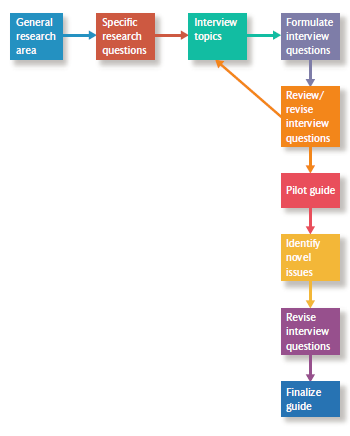 General
research
area
Specific
research
questions
Interview
topics
Formulate
interview
questions
Review/
revise
interview
questions
Pilot guide
Identify
novel
issues
Revise
interview
questions
Finalize
guide